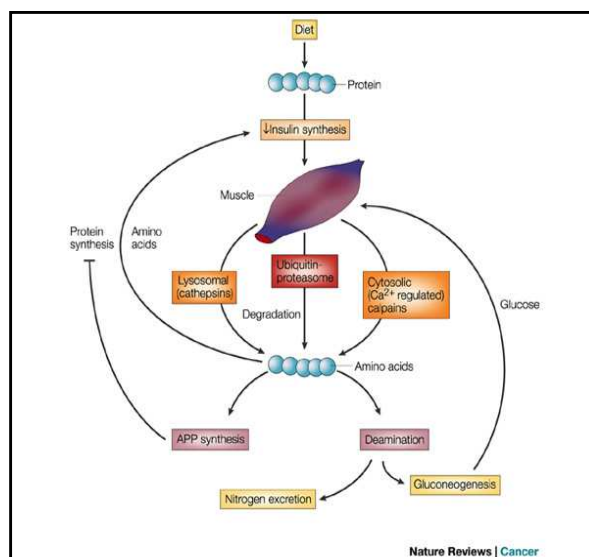 Diet
Protein
↓Insulin synthesis
Muscle
Protein
synthesis
Amino
acids
Lysosomal
(cathepsins)
Ubiquitin-
proteasome
Cytosolic
(Ca2+ regulated)
calpains
Degradation
Glucose
Amino acids
APP synthesis
Deamination
Nitrogen excretion
Gluconeogenesis
Nature Reviews | Cancer